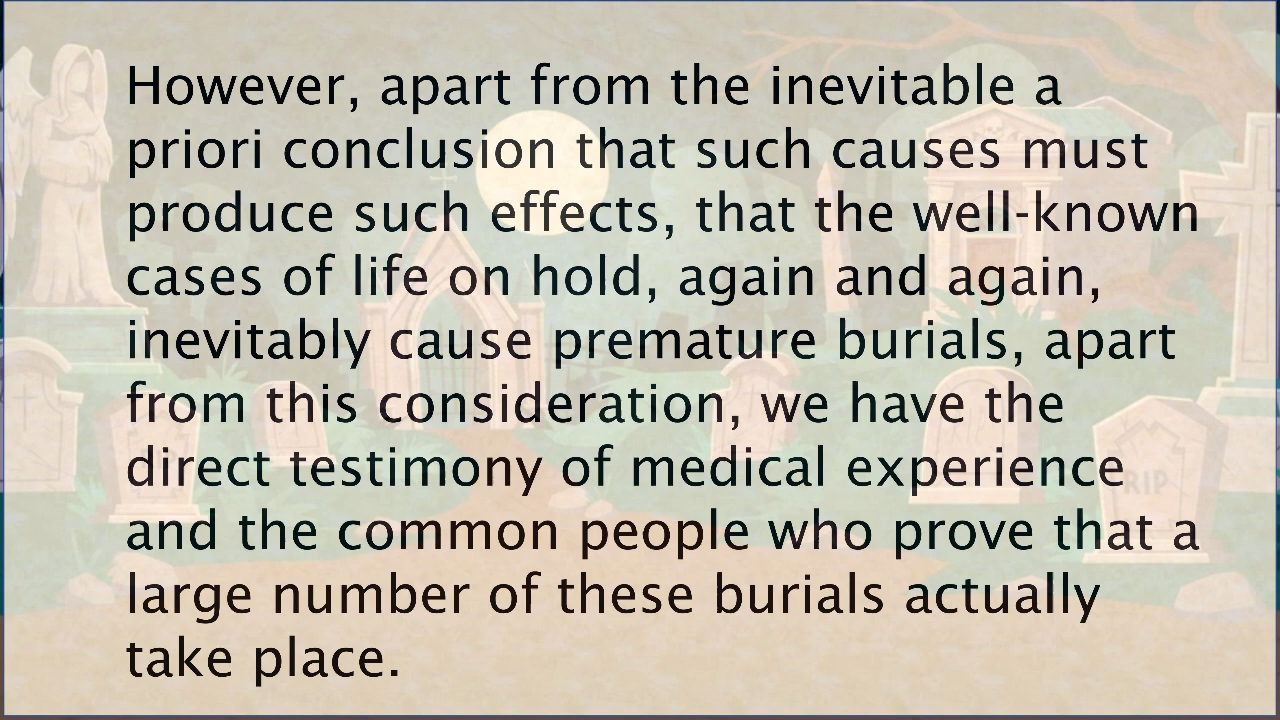 However, apart from the inevitable a
priori conclusion that such causes must
produce such effects, that the well-known
cases of life on hold, again and again,
inevitably cause premature burials, apart
from this consideration, we have the
direct testimony of medical experience
and the common people who prove that a
large number of these burials actually
take place.
RIP